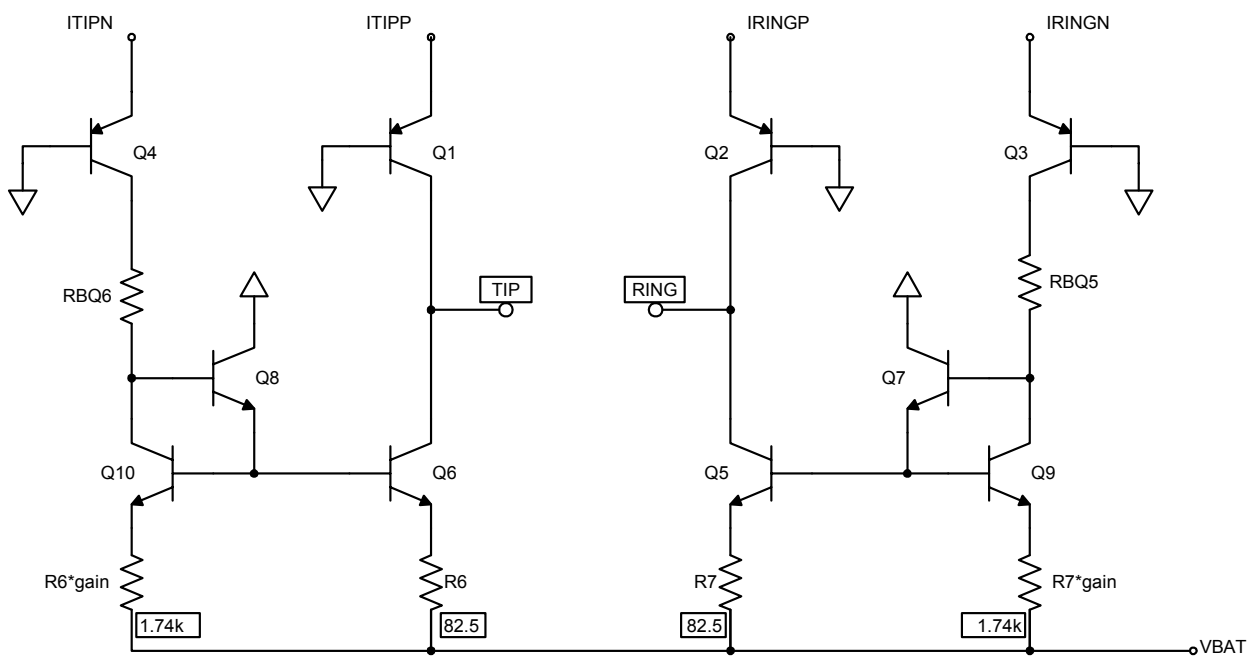 ITIPN
ITIPP
IRINGP
IRINGN
Q4
Q1
Q2
Q3
RBQ6
TIP
RING
RBQ5
Q8
Q7
Q10
Q6
Q5
Q9
R6*gain
R6
R7
R7*gain
1.74k
82.5
82.5
1.74k
VBAT